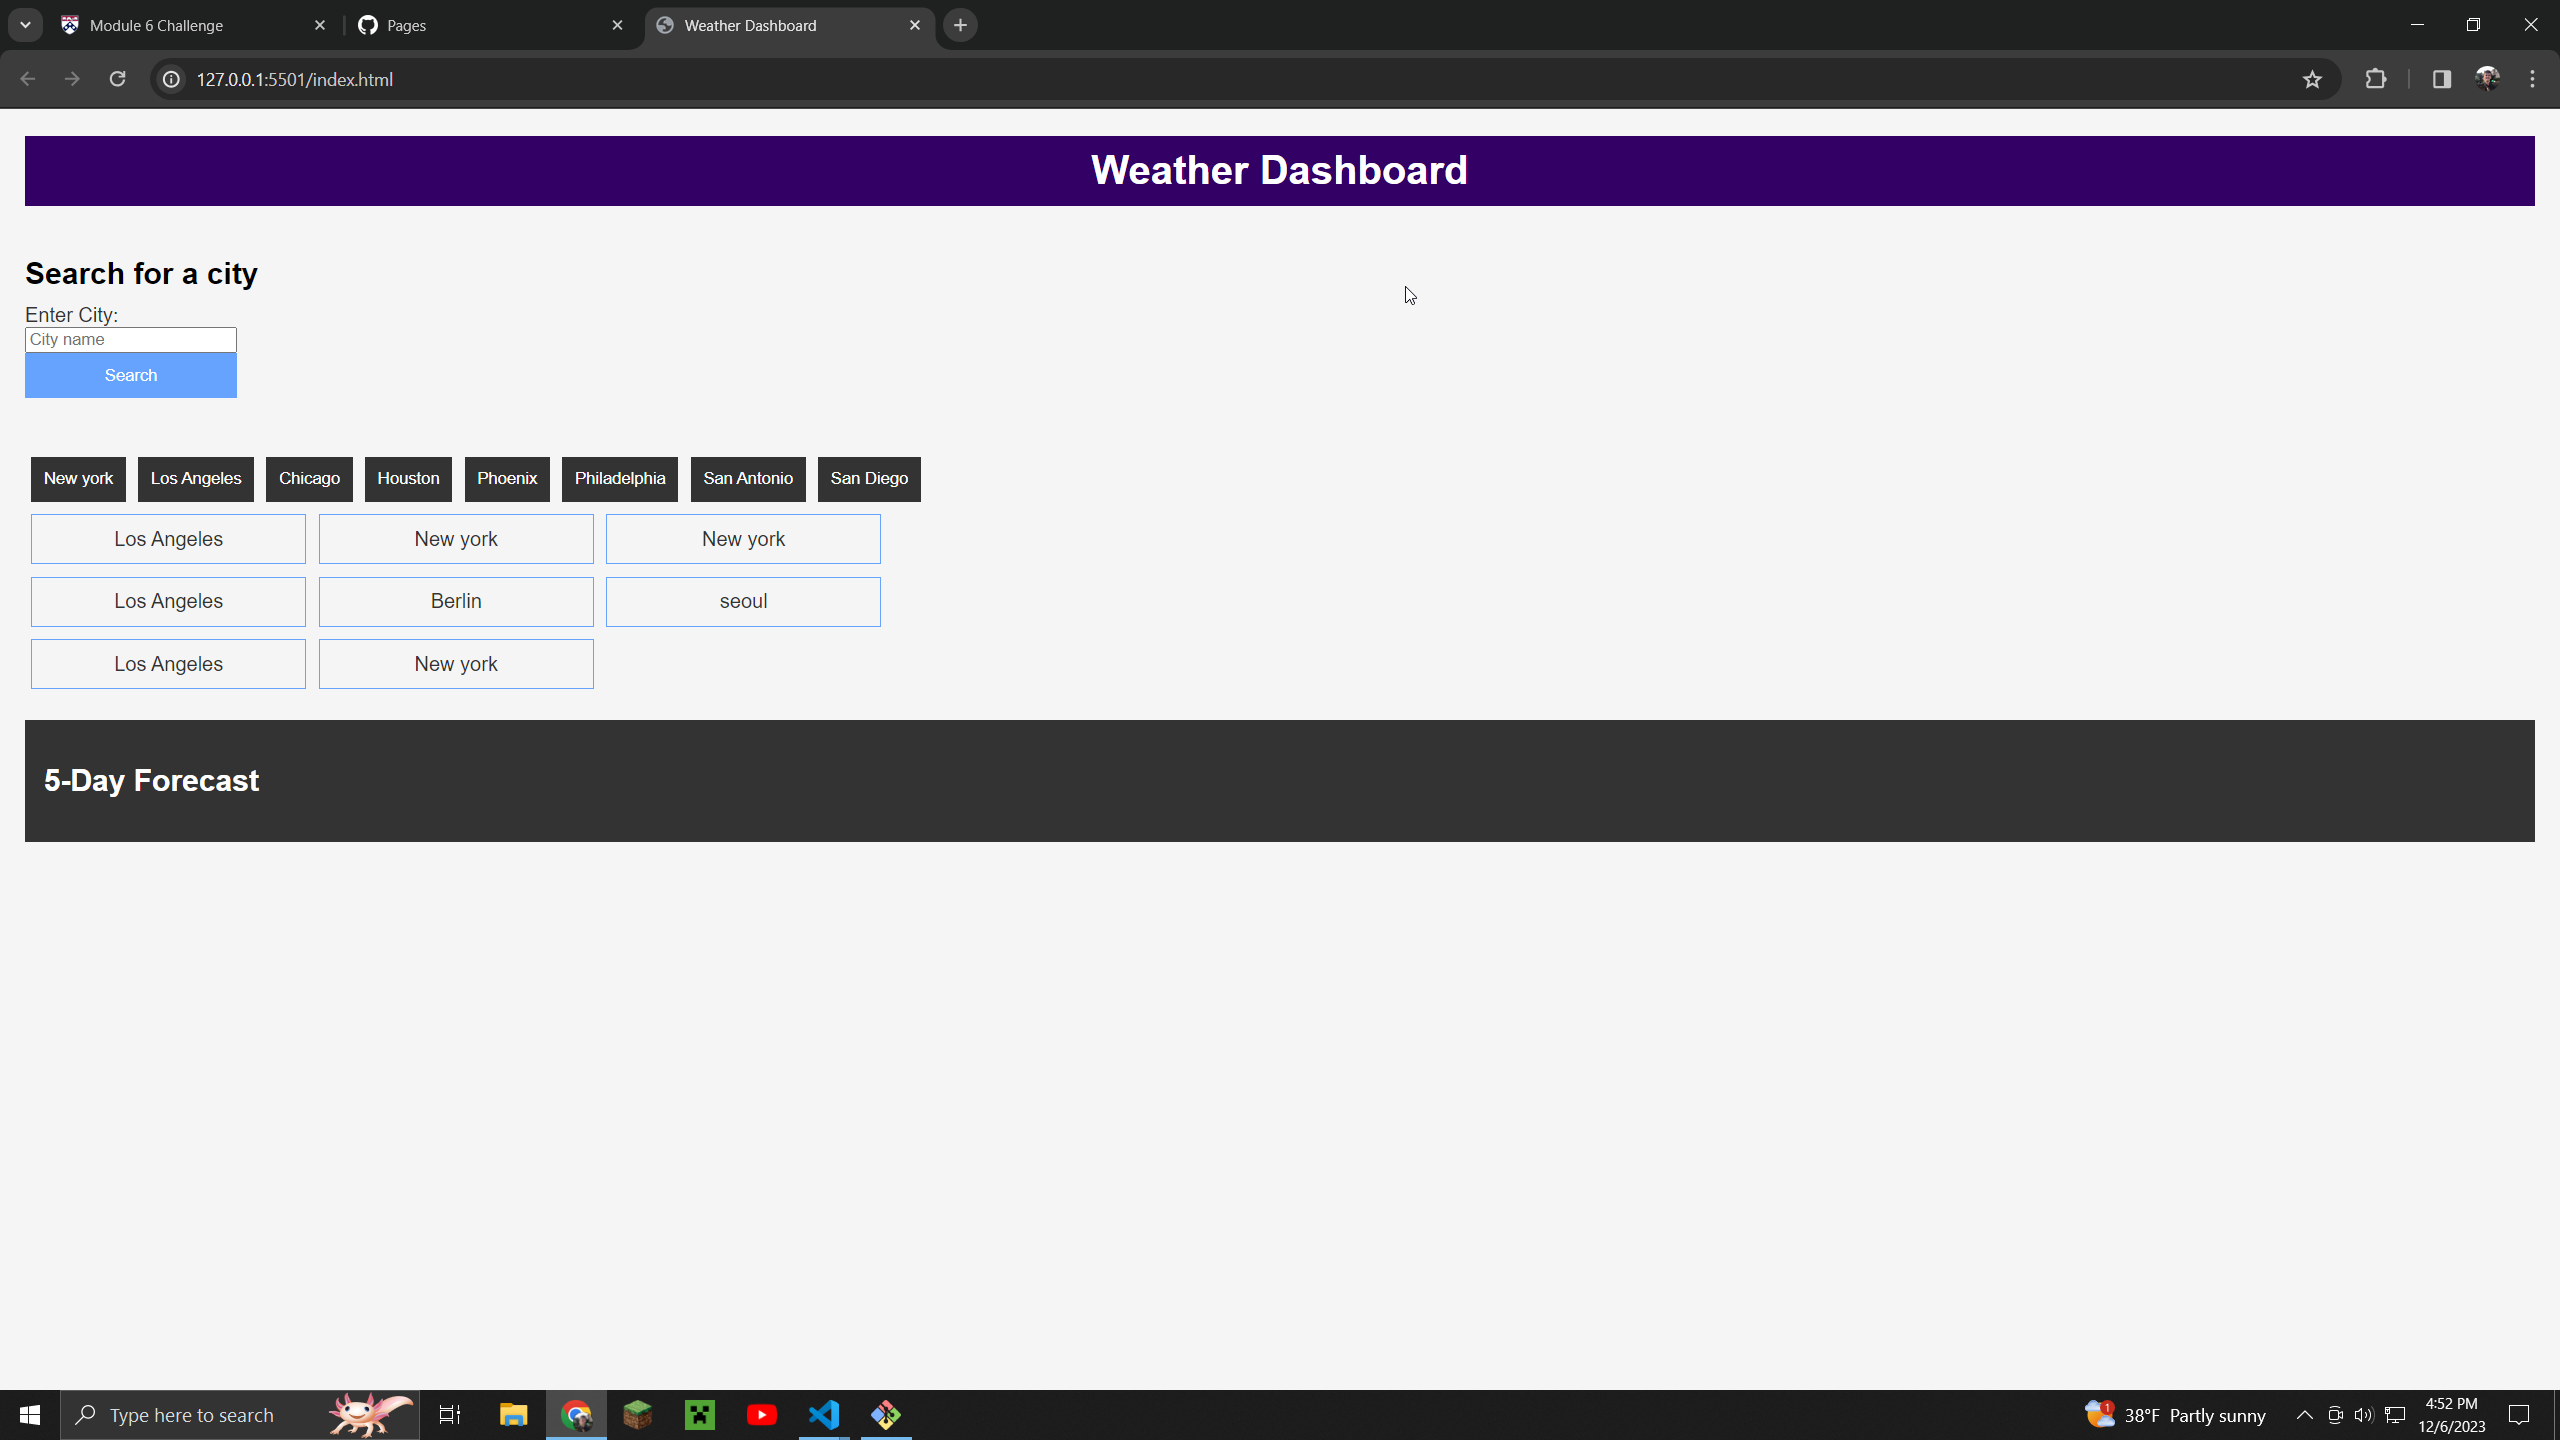 Module 6 Challenge
Pages
Weather Dashboard
127.0.0.1:5501/index.html
Weather Dashboard
Search for a city
Enter City:
City name
Search
New york Los Angeles Chicago Houston Phoenix Philadelphia San Antonio San Diego
Los Angeles New york New york
Los Angeles Berlin seoul
Los Angeles New york
5-Day Forecast
Type here to search
1
38°F Partly sunny
4:52 PM
12/6/2023